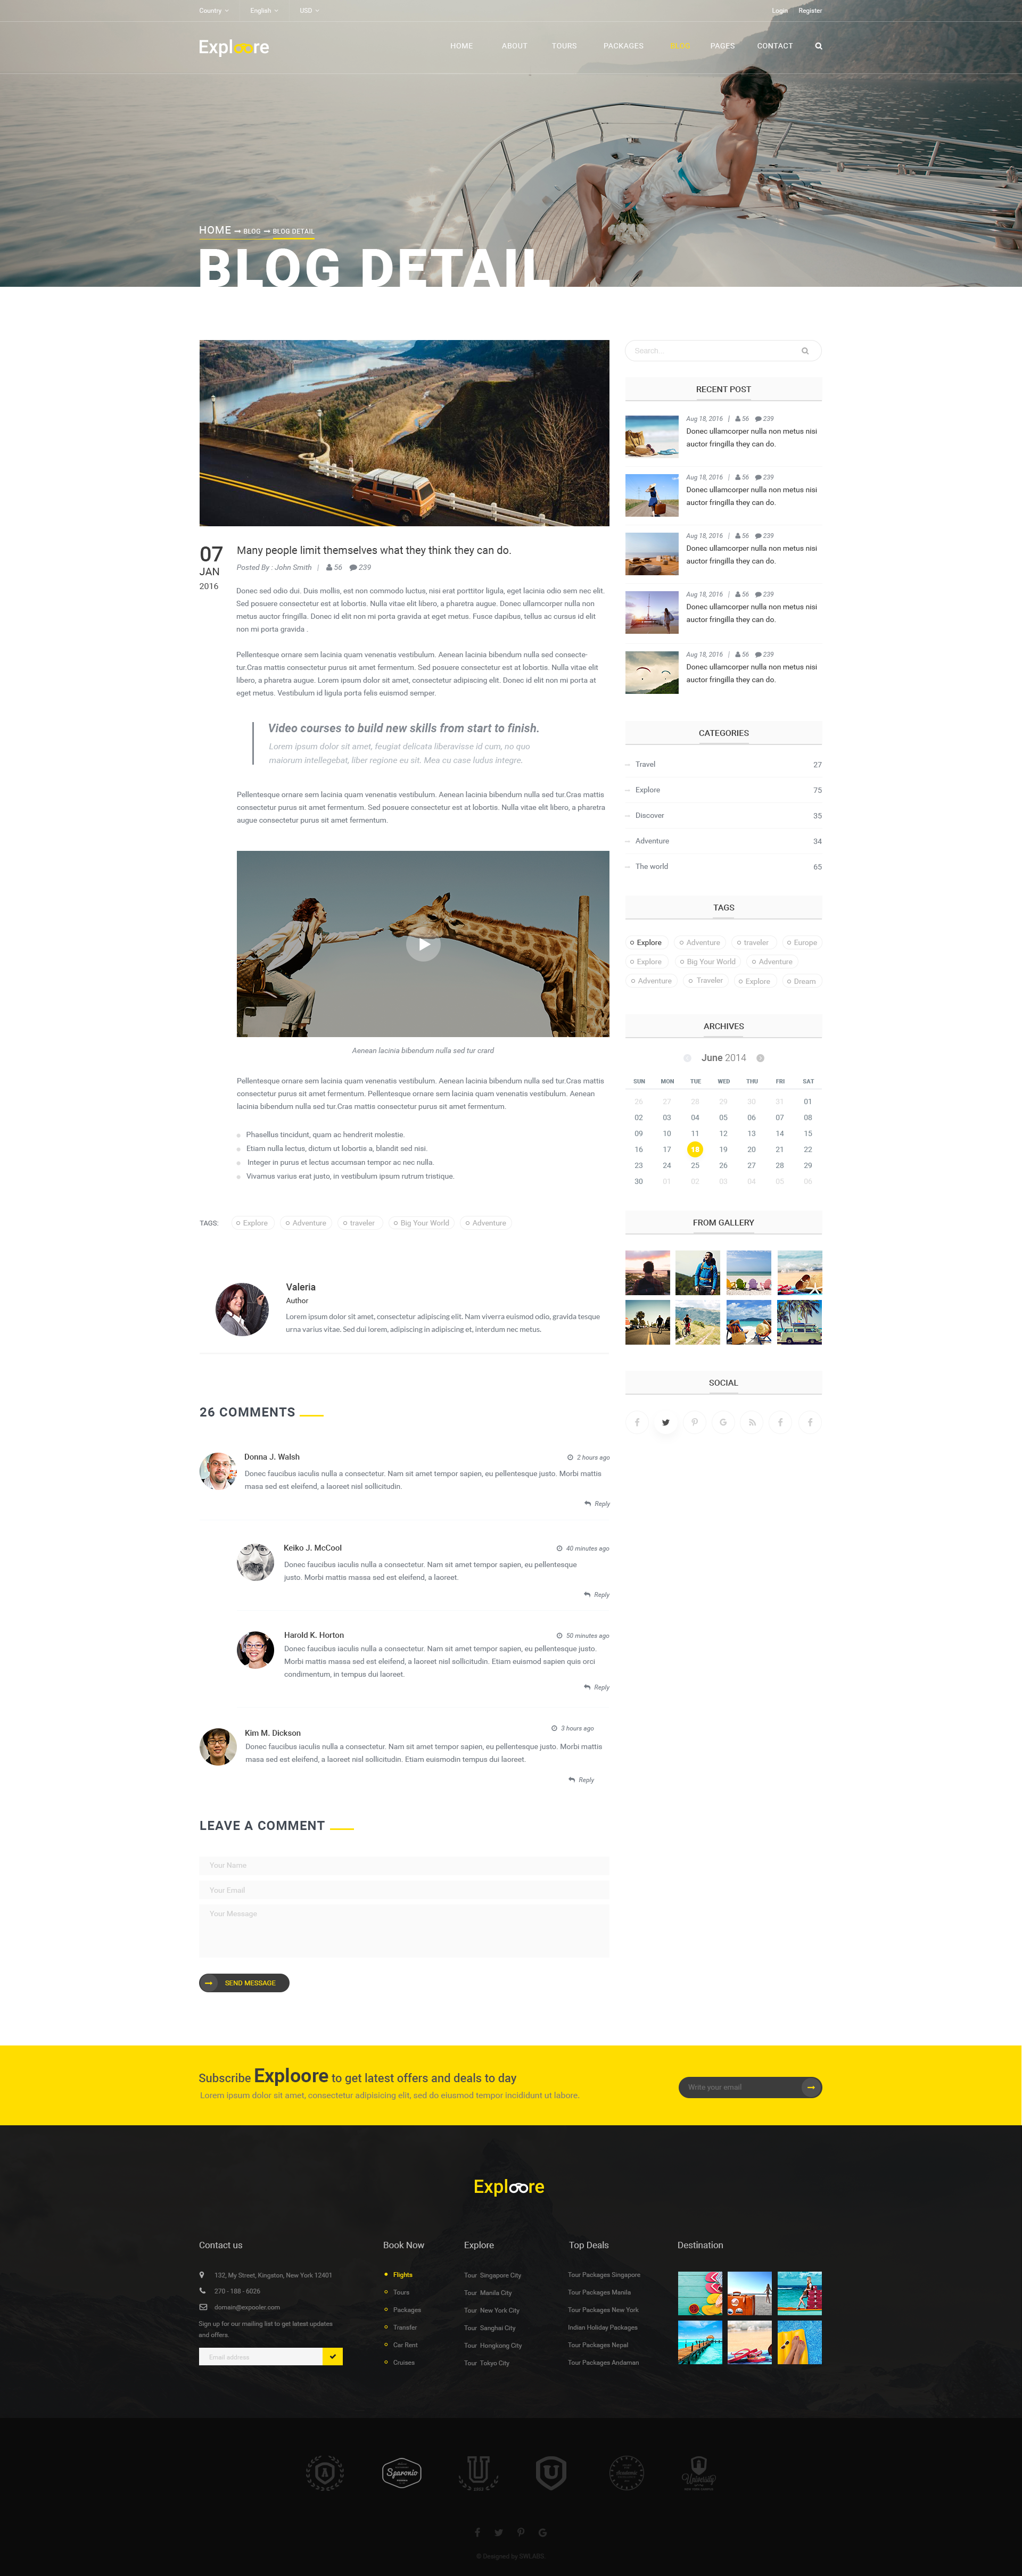 Country
English
USD
Login
Register
Exploore
HOME
ABOUT
TOURS
PACKAGES
BLOG
PAGES
CONTACT
HOME
BLOG
BLOG DETAIL
BLOG DETAIL
07
JAN
2016
Many people limit themselves what they think they can do.
Posted By : John Smith | 56 239
Donec sed odio dui. Duis mollis, est non commodo luctus, nisi erat porttitor ligula, eget lacinia odio sem nec elit.
Sed posuere consectetur est at lobortis. Nulla vitae elit libero, a pharetra augue. Donec ullamcorper nulla non
metus auctor fringilla. Donec id elit non mi porta gravida at eget metus. Fusce dapibus, tellus ac cursus id elit
non mi porta gravida .
Pellentesque ornare sem lacinia quam venenatis vestibulum. Aenean lacinia bibendum nulla sed consecte-
tur.Cras mattis consectetur purus sit amet fermentum. Sed posuere consectetur est at lobortis. Nulla vitae elit
libero, a pharetra augue. Lorem ipsum dolor sit amet, consectetur adipiscing elit. Donec id elit non mi porta at
eget metus. Vestibulum id ligula porta felis euismod semper.
Video courses to build new skills from start to finish.
Lorem ipsum dolor sit amet, feugiat delicata liberavisse id cum, no quo
maiorum intellegebat, liber regione eu sit. Mea cu case ludus integre.
Pellentesque ornare sem lacinia quam venenatis vestibulum. Aenean lacinia bibendum nulla sed tur.Cras mattis
consectetur purus sit amet fermentum. Sed posuere consectetur est at lobortis. Nulla vitae elit libero, a pharetra
augue consectetur purus sit amet fermentum.
Aenean lacinia bibendum nulla sed tur crard
Pellentesque ornare sem lacinia quam venenatis vestibulum. Aenean lacinia bibendum nulla sed tur.Cras mattis
consectetur purus sit amet fermentum. Pellentesque ornare sem lacinia quam venenatis vestibulum. Aenean
lacinia bibendum nulla sed tur.Cras mattis consectetur purus sit amet fermentum.
Phasellus tincidunt, quam ac hendrerit molestie.
Etiam nulla lectus, dictum ut lobortis a, blandit sed nisi.
Integer in purus et lectus accumsan tempor ac nec nulla.
Vivamus varius erat justo, in vestibulum ipsum rutrum tristique.
TAGS:
Explore
Adventure
traveler
Big Your World
Adventure
Valeria
Author
Lorem ipsum dolor sit amet, consectetur adipiscing elit. Nam viverra euismod odio, gravida tesque
urna varius vitae. Sed dui lorem, adipiscing in adipiscing et, interdum nec metus.
26 COMMENTS
Donna J. Walsh
2 hours ago
Donec faucibus iaculis nulla a consectetur. Nam sit amet tempor sapien, eu pellentesque justo. Morbi mattis
masa sed est eleifend, a laoreet nisl sollicitudin.
Reply
Keiko J. McCool
40 minutes ago
Donec faucibus iaculis nulla a consectetur. Nam sit amet tempor sapien, eu pellentesque
justo. Morbi mattis massa sed est eleifend, a laoreet.
Reply
Harold K. Horton
50 minutes ago
Donec faucibus iaculis nulla a consectetur. Nam sit amet tempor sapien, eu pellentesque justo.
Morbi mattis massa sed est eleifend, a laoreet nisl sollicitudin. Etiam euismod sapien quis orci
condimentum, in tempus dui laoreet.
Reply
Kim M. Dickson
3 hours ago
Donec faucibus iaculis nulla a consectetur. Nam sit amet tempor sapien, eu pellentesque justo. Morbi mattis
masa sed est eleifend, a laoreet nisl sollicitudin. Etiam euismodin tempus dui laoreet.
Reply
LEAVE A COMMENT
Your Name
Your Email
Your Message
SEND MESSAGE
Search...
RECENT POST
Aug 18, 2016 | 56 239
Donec ullamcorper nulla non metus nisi
auctor fringilla they can do.
Aug 18, 2016 | 56 239
Donec ullamcorper nulla non metus nisi
auctor fringilla they can do.
Aug 18, 2016 | 56 239
Donec ullamcorper nulla non metus nisi
auctor fringilla they can do.
Aug 18, 2016 | 56 239
Donec ullamcorper nulla non metus nisi
auctor fringilla they can do.
Aug 18, 2016 | 56 239
Donec ullamcorper nulla non metus nisi
auctor fringilla they can do.
CATEGORIES
Travel 27
Explore 75
Discover 35
Adventure 34
The world 65
TAGS
Explore Adventure traveler Europe
Explore Big Your World Adventure
Adventure Traveler Explore Dream
ARCHIVES
June 2014
SUN MON TUE WED THU FRI SAT
26 27 28 29 30 31 01
02 03 04 05 06 07 08
09 10 11 12 13 14 15
16 17 18 19 20 21 22
23 24 25 26 27 28 29
30 01 02 03 04 05 06
FROM GALLERY
SOCIAL
Subscribe Exploore to get latest offers and deals to day
Lorem ipsum dolor sit amet, consectetur adipisicing elit, sed do eiusmod tempor incididunt ut labore.
Write your email
Exploore
Contact us
132, My Street, Kingston, New York 12401
270 - 188 - 6026
domain@expooler.com
Sign up for our mailing list to get latest updates
and offers.
Email address
Book Now
Flights
Tours
Packages
Transfer
Car Rent
Cruises
Explore
Tour Singapore City
Tour Manila City
Tour New York City
Tour Sanghai City
Tour Hongkong City
Tour Tokyo City
Top Deals
Tour Packages Singapore
Tour Packages Manila
Tour Packages New York
Indian Holiday Packages
Tour Packages Nepal
Tour Packages Andaman
Destination
A
Sparonio
U
U
University
© Designed by SWLABS